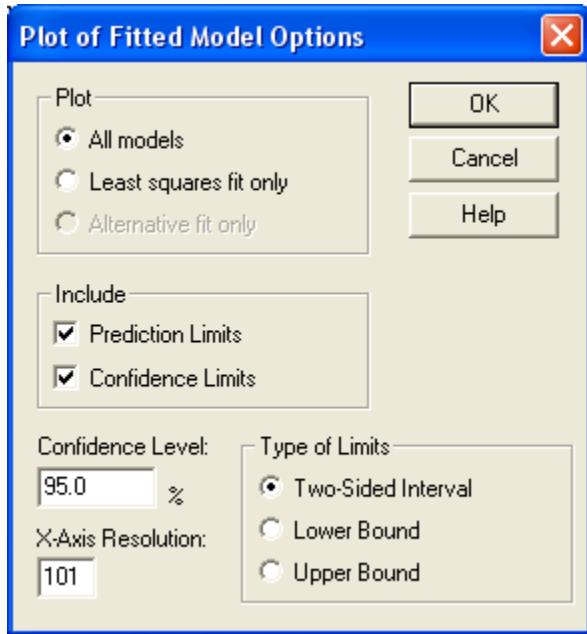 Plot of Fitted Model Options
Plot
All models
Least squares fit only
Alternative fit only
OK
Cancel
Help
Include
Prediction Limits
Confidence Limits
Confidence Level:
95.0 %
X-Axis Resolution:
101
Type of Limits
Two-Sided Interval
Lower Bound
Upper Bound